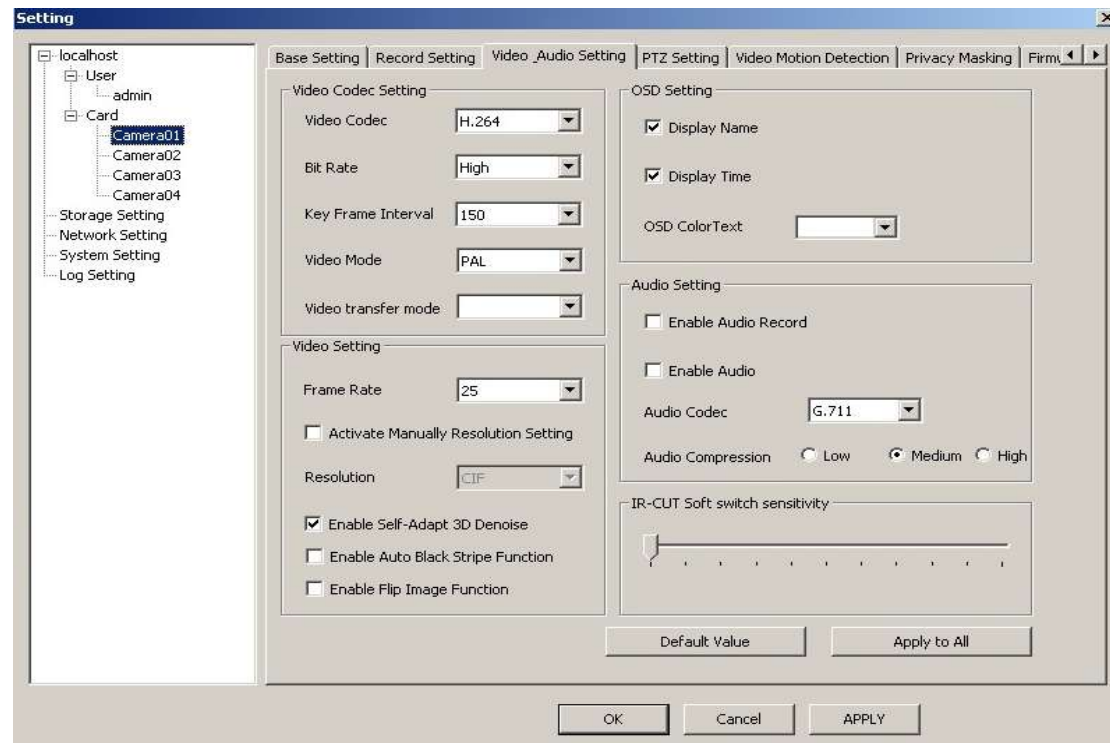 Setting
localhost
User
admin
Card
Camera01
Camera02
Camera03
Camera04
Storage Setting
Network Setting
System Setting
Log Setting
Base Setting Record Setting Video _Audio Setting PTZ Setting Video Motion Detection Privacy Masking
Video Codec Setting
Video Codec H.264
Bit Rate High
Key Frame Interval 150
Video Mode PAL
Video transfer mode
Video Setting
Frame Rate 25
Activate Manually Resolution Setting
Resolution CIF
Enable Self-Adapt 3D Denoise
Enable Auto Black Stripe Function
Enable Flip Image Function
OSD Setting
Display Name
Display Time
OSD ColorText
Audio Setting
Enable Audio Record
Enable Audio
Audio Codec G.711
Audio Compression Low Medium High
IR-CUT Soft switch sensitivity
Default Value Apply to All
OK Cancel APPLY